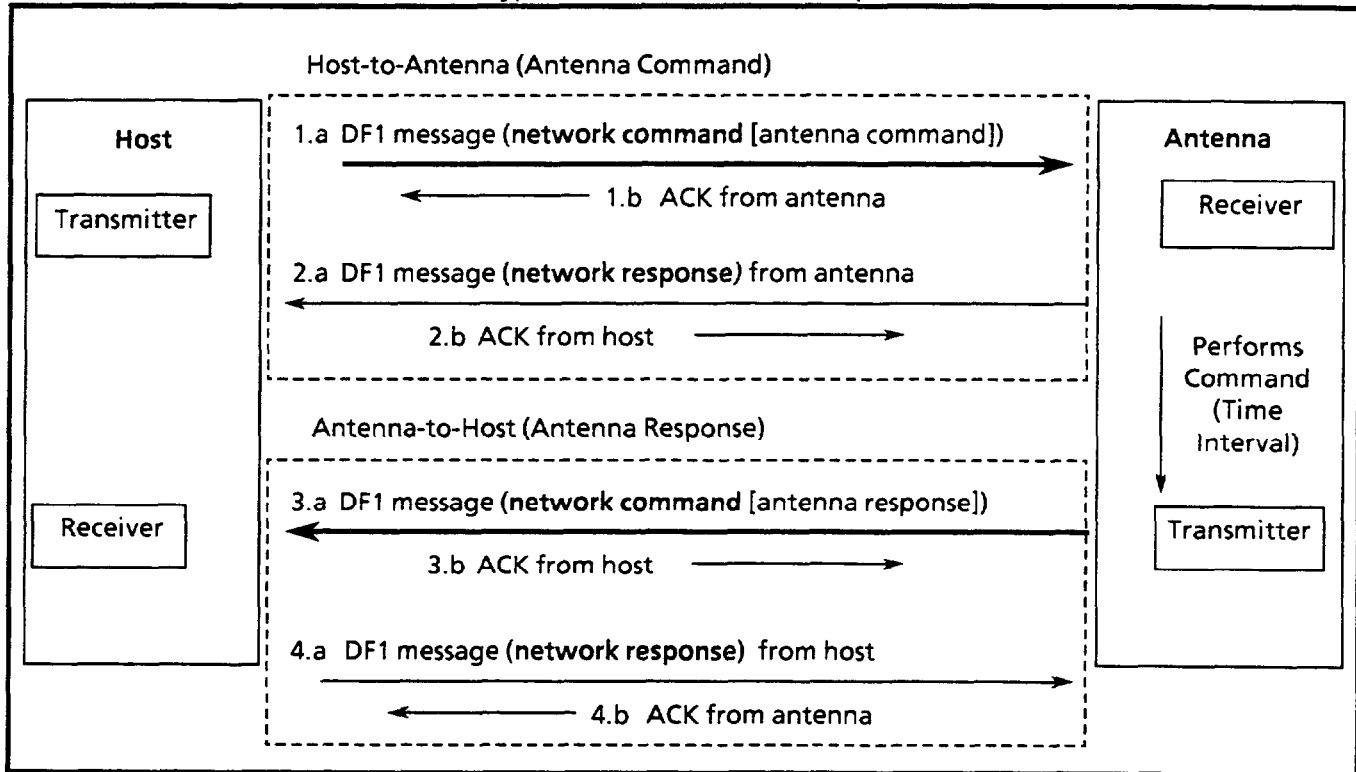 Host-to-Antenna (Antenna Command)
Host
Transmitter
Receiver
1.a DF1 message (network command [antenna command])
1.b ACK from antenna
2.a DF1 message (network response) from antenna
2.b ACK from host
Antenna-to-Host (Antenna Response)
3.a DF1 message (network command [antenna response])
3.b ACK from host
4.a DF1 message (network response) from host
4.b ACK from antenna
Antenna
Receiver
Performs
Command
(Time
Interval)
Transmitter